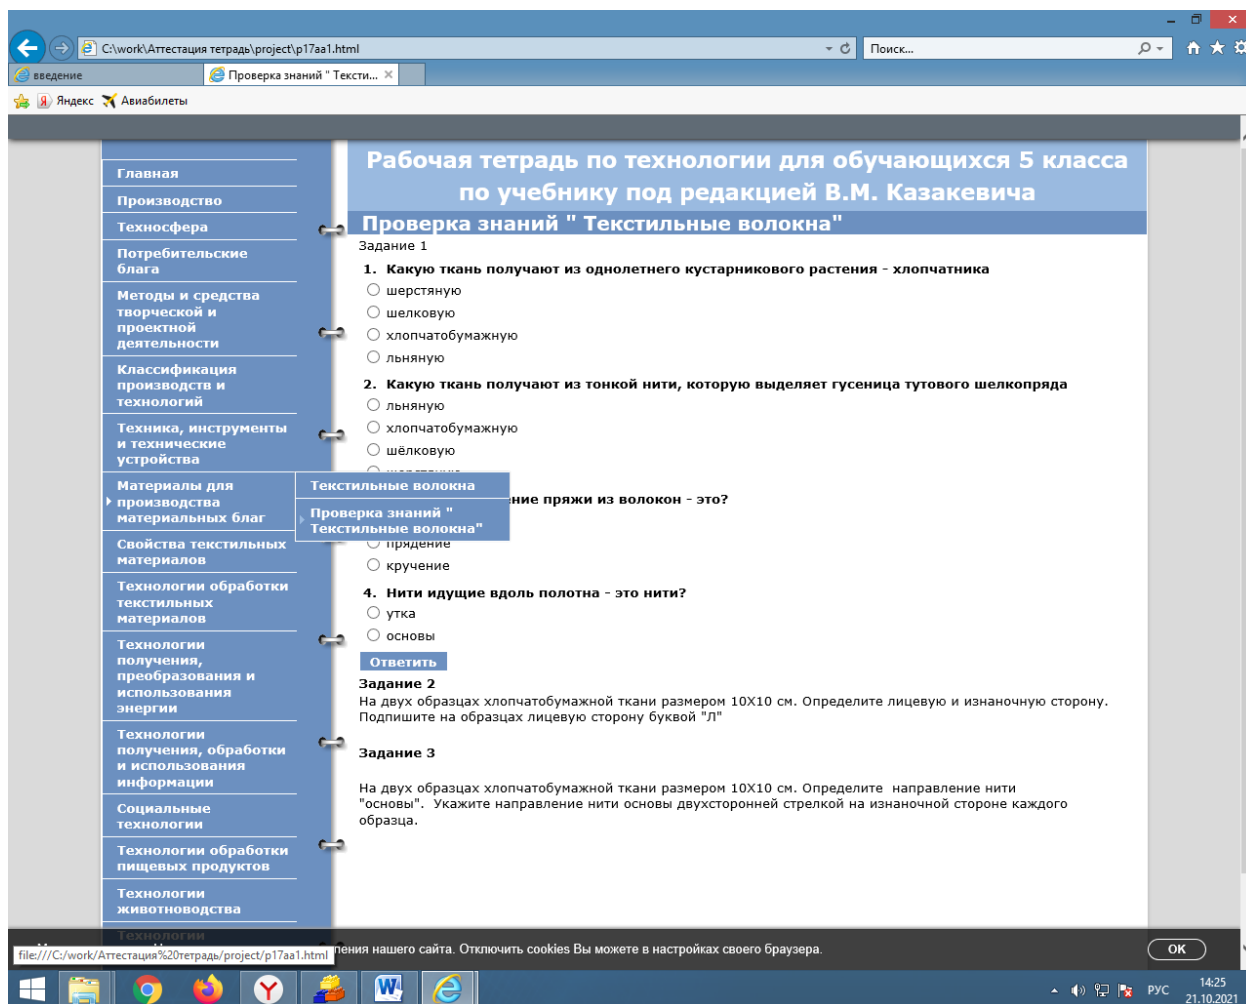 C:\work\Аттестация тетрадь\project\p17aa1.html
Поиск...
введение
Проверка знаний " Тексти...
Яндекс
Авиабилеты
Рабочая тетрадь по технологии для обучающихся 5 класса
по учебнику под редакцией В.М. Казакевича
Проверка знаний " Текстильные волокна"
Главная
Производство
Техносфера
Потребительские
блага
Методы и средства
творческой и
проектной
деятельности
Классификация
производств и
технологий
Техника, инструменты
и технические
устройства
Материалы для
производства
материальных благ
Текстильные волокна
Проверка знаний "
Текстильные волокна"
Свойства текстильных
материалов
Технологии обработки
текстильных
материалов
Технологии
получения,
преобразования и
использования
энергии
Технологии
получения, обработки
и использования
информации
Социальные
технологии
Технологии обработки
пищевых продуктов
Технологии
животноводства
Технологии
Задание 1
1. Какую ткань получают из однолетнего кустарникового растения - хлопчатника
шерстяную
шелковую
хлопчатобумажную
льняную
2. Какую ткань получают из тонкой нити, которую выделяет гусеница тутового шелкопряда
льняную
хлопчатобумажную
шёлковую
ние пряжи из волокон - это?
прядение
кручение
4. Нити идущие вдоль полотна - это нити?
утка
основы
Ответить
Задание 2
На двух образцах хлопчатобумажной ткани размером 10X10 см. Определите лицевую и изнаночную сторону.
Подпишите на образцах лицевую сторону буквой "Л"
Задание 3
На двух образцах хлопчатобумажной ткани размером 10X10 см. Определите направление нити
"основы". Укажите направление нити основы двухсторонней стрелкой на изнаночной стороне каждого
образца.
ления нашего сайта. Отключить cookies Вы можете в настройках своего браузера.
ОК
file:///C:/work/Аттестация%20тетрадь/project/p17aa1.html
РУС
14:25
21.10.2021